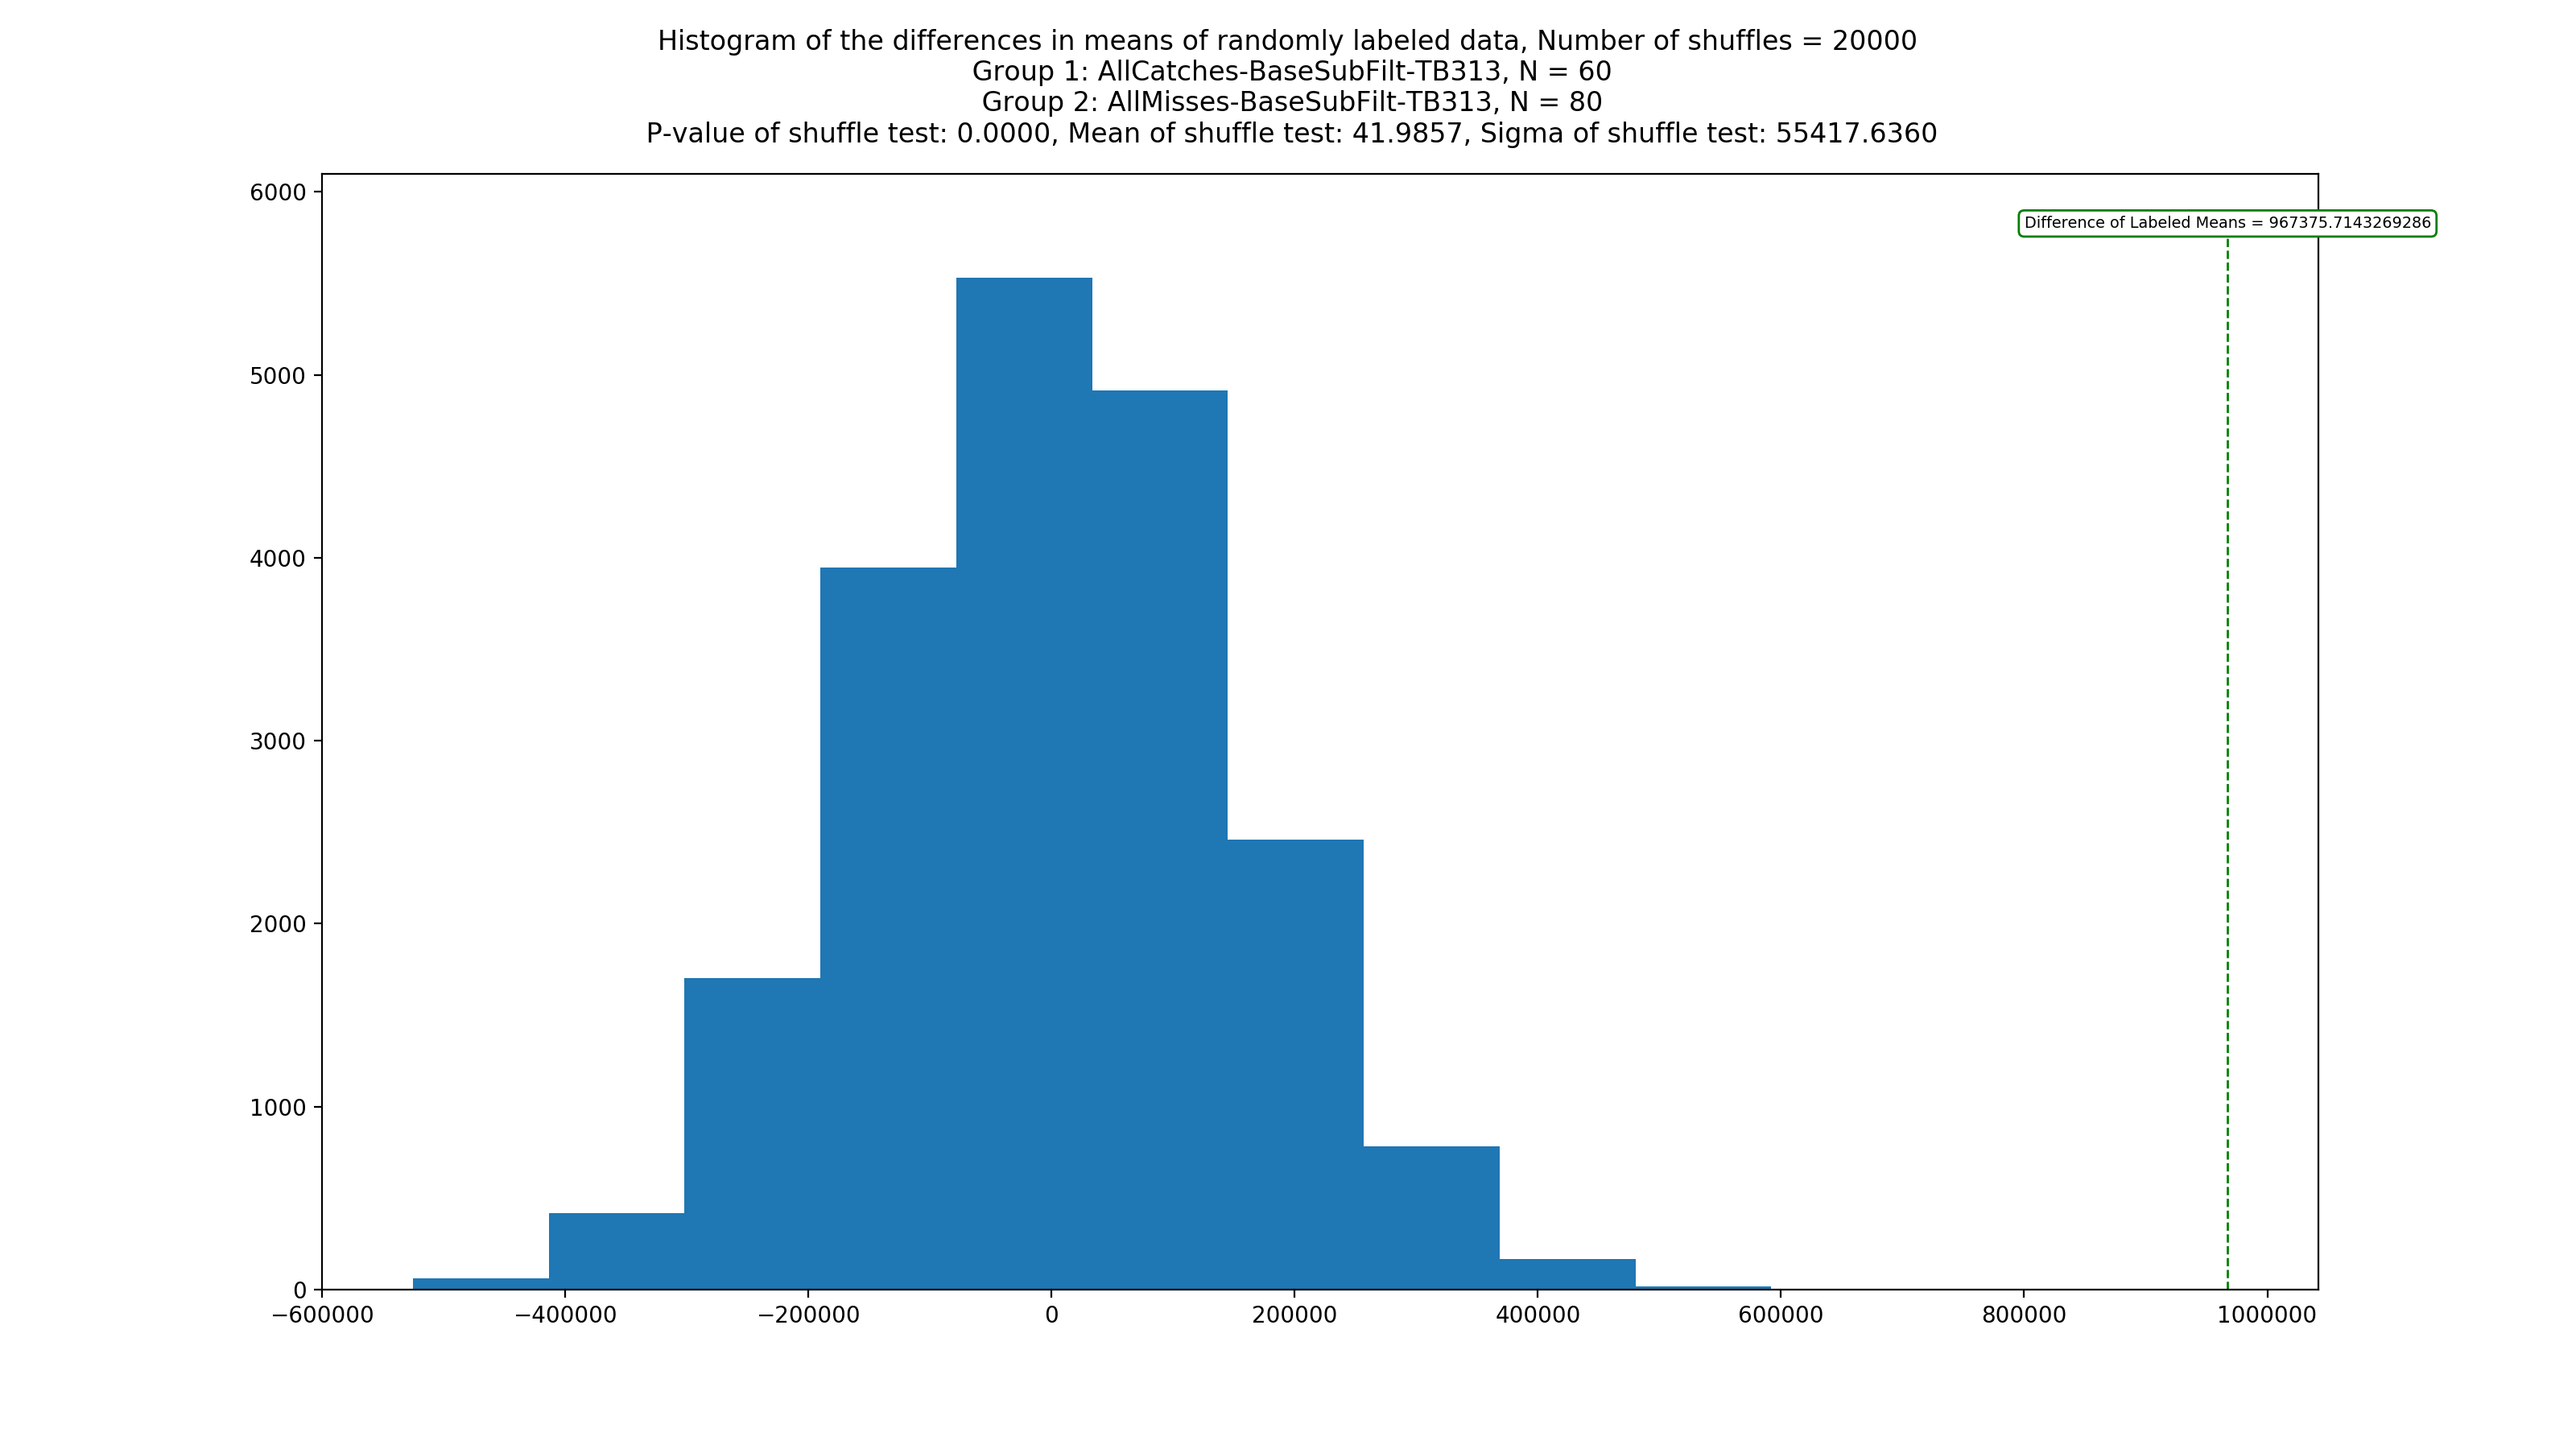 Histogram of the differences in means of randomly labeled data, Number of shuffles = 20000
Group 1: AllCatches-BaseSubFilt-TB313, N = 60
Group 2: AllMisses-BaseSubFilt-TB313, N = 80
P-value of shuffle test: 0.0000, Mean of shuffle test: 41.9857, Sigma of shuffle test: 55417.6360
6000
Difference of Labeled Means = 967375.7143269286
5000
4000
3000
2000
1000
0
−600000 −400000 −200000 0 200000 400000 600000 800000 1000000